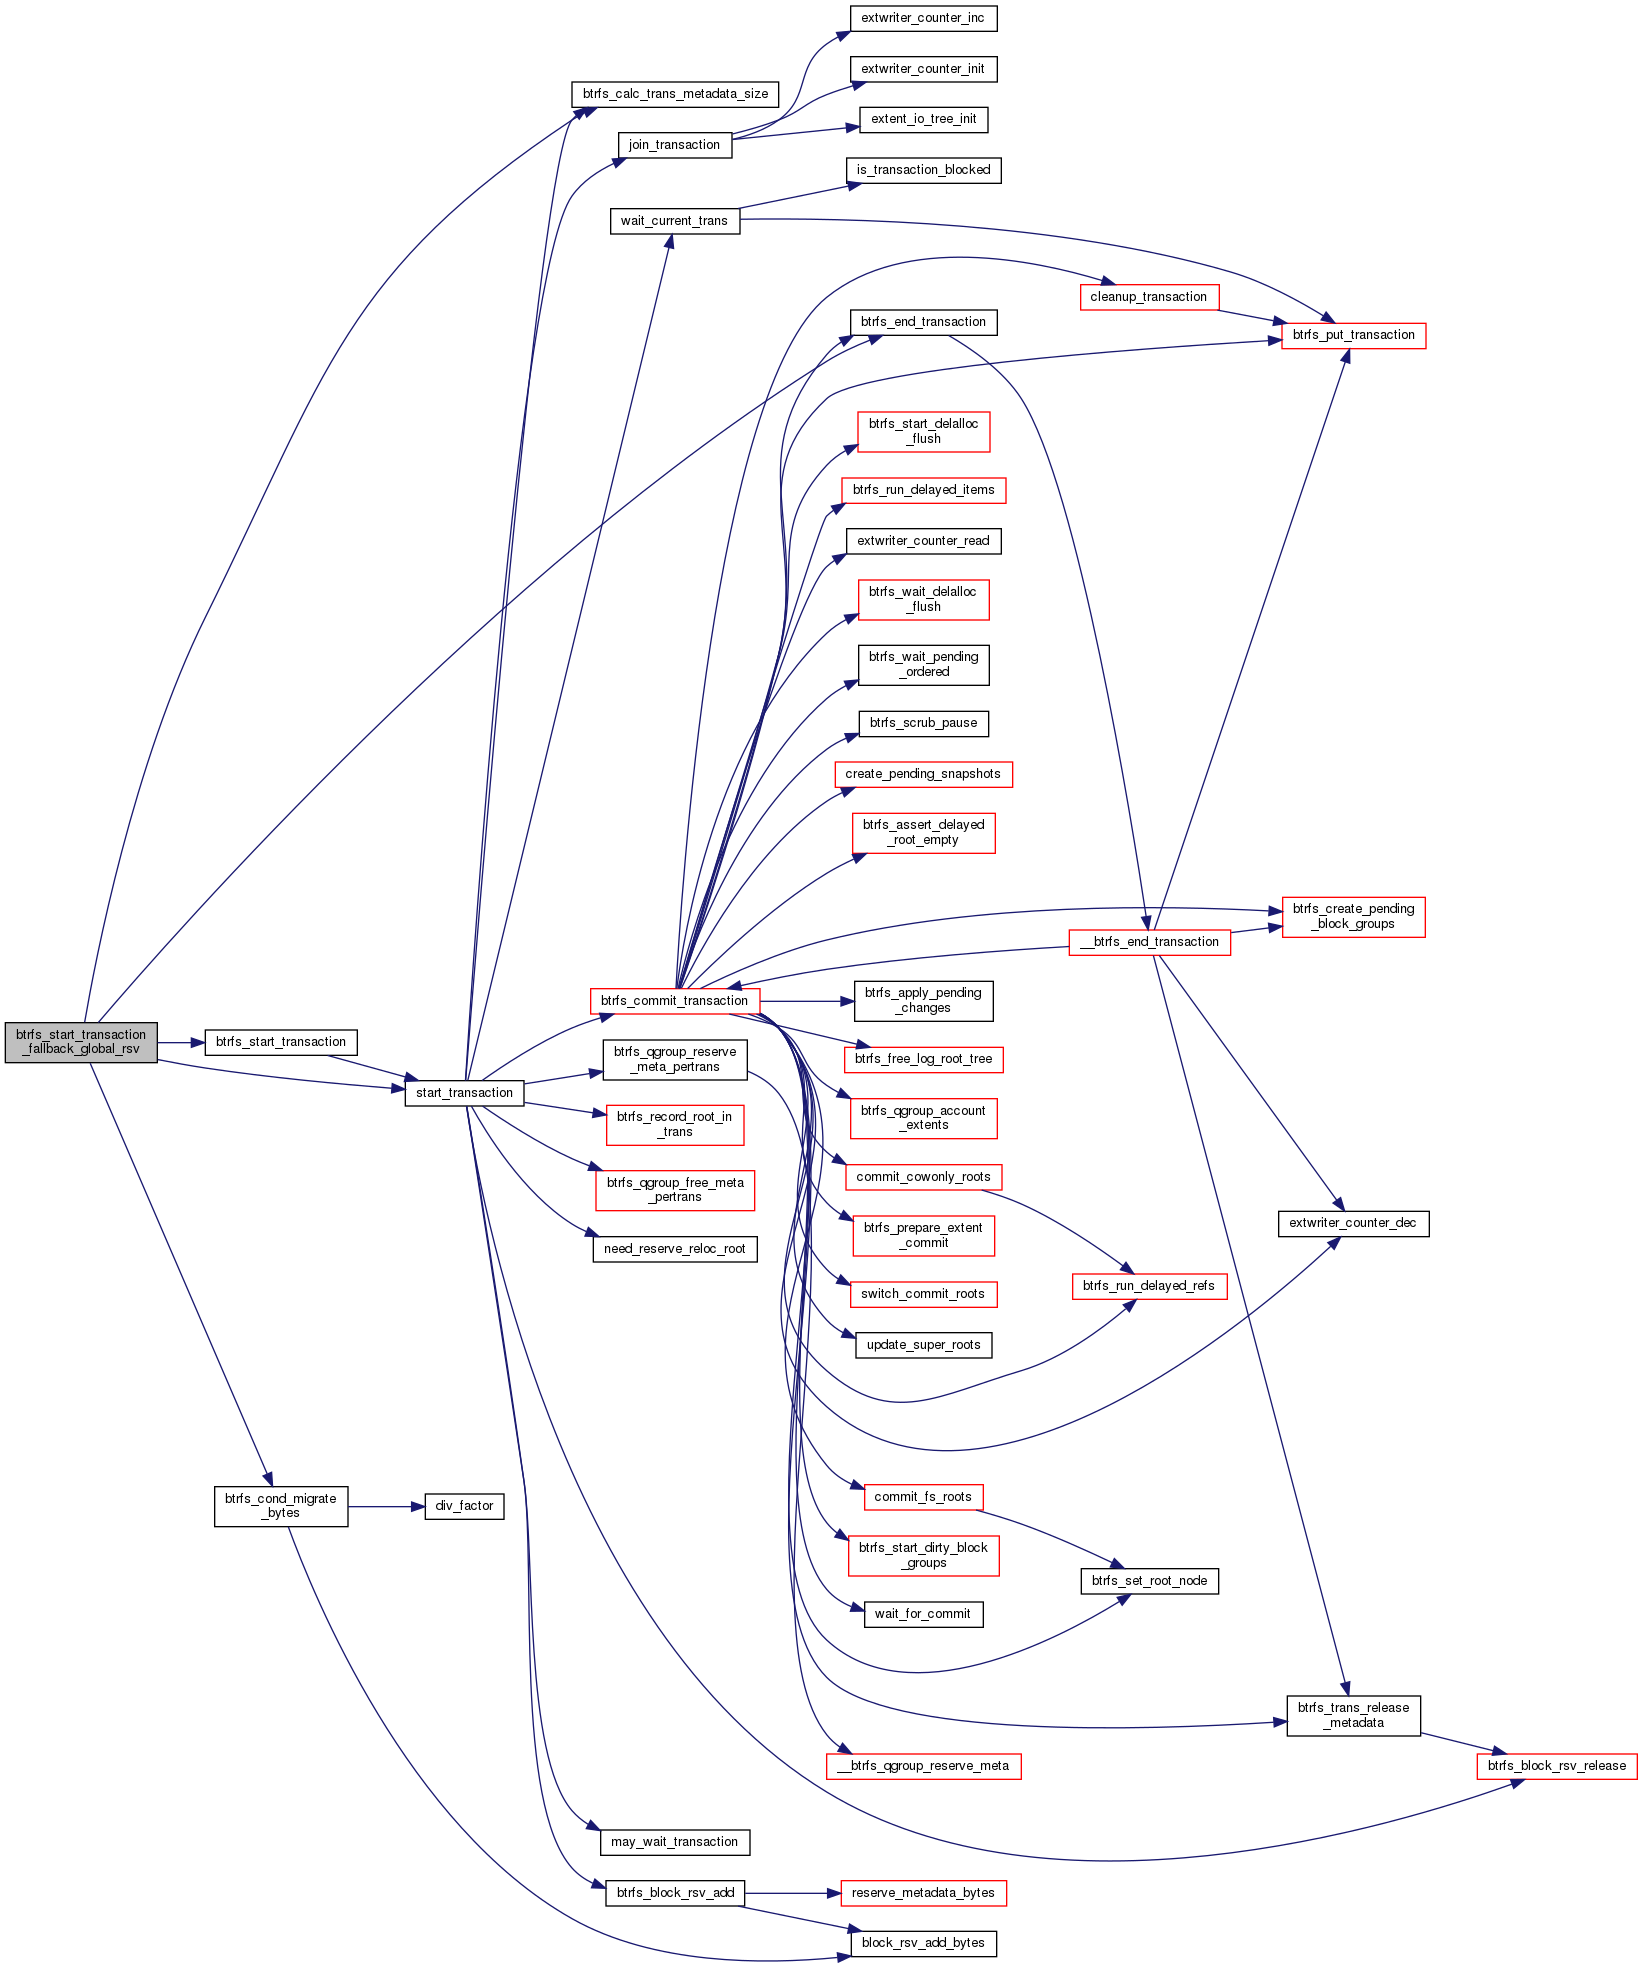 extwriter_counter_inc
extwriter_counter_init
btrfs_calc_trans_metadata_size
extent_io_tree_init
join_transaction
is_transaction_blocked
wait_current_trans
cleanup_transaction
btrfs_end_transaction
btrfs_put_transaction
btrfs_start_delalloc
_flush
btrfs_run_delayed_items
extwriter_counter_read
btrfs_wait_delalloc
_flush
btrfs_wait_pending
_ordered
btrfs_scrub_pause
create_pending_snapshots
btrfs_assert_delayed
_root_empty
btrfs_create_pending
_block_groups
__btrfs_end_transaction
btrfs_commit_transaction
btrfs_apply_pending
_changes
btrfs_start_transaction
_fallback_global_rsv
btrfs_start_transaction
btrfs_qgroup_reserve
_meta_pertrans
btrfs_free_log_root_tree
start_transaction
btrfs_record_root_in
_trans
btrfs_qgroup_account
_extents
btrfs_qgroup_free_meta
_pertrans
commit_cowonly_roots
btrfs_prepare_extent
_commit
extwriter_counter_dec
need_reserve_reloc_root
btrfs_run_delayed_refs
switch_commit_roots
update_super_roots
btrfs_cond_migrate
_bytes
div_factor
commit_fs_roots
btrfs_start_dirty_block
_groups
btrfs_set_root_node
wait_for_commit
btrfs_trans_release
_metadata
__btrfs_qgroup_reserve_meta
btrfs_block_rsv_release
may_wait_transaction
btrfs_block_rsv_add
reserve_metadata_bytes
block_rsv_add_bytes